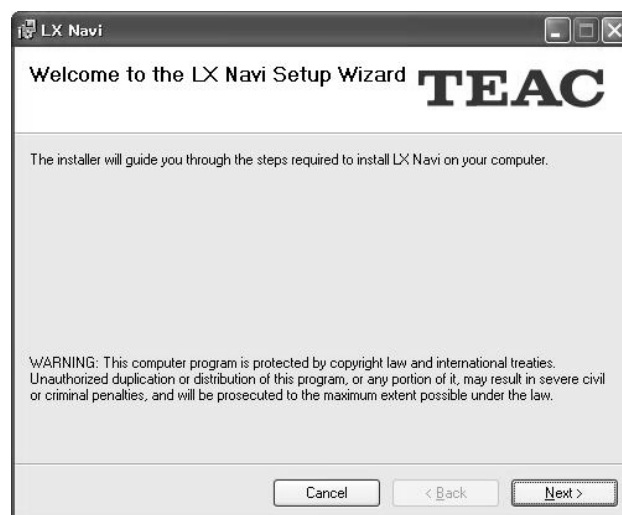 LX Navi
Welcome to the LX Navi Setup Wizard
TEAC
The installer will guide you through the steps required to install LX Navi on your computer.
WARNING: This computer program is protected by copyright law and international treaties.
Unauthorized duplication or distribution of this program, or any portion of it, may result in severe civil
or criminal penalties, and will be prosecuted to the maximum extent possible under the law.
Cancel
< Back
Next >